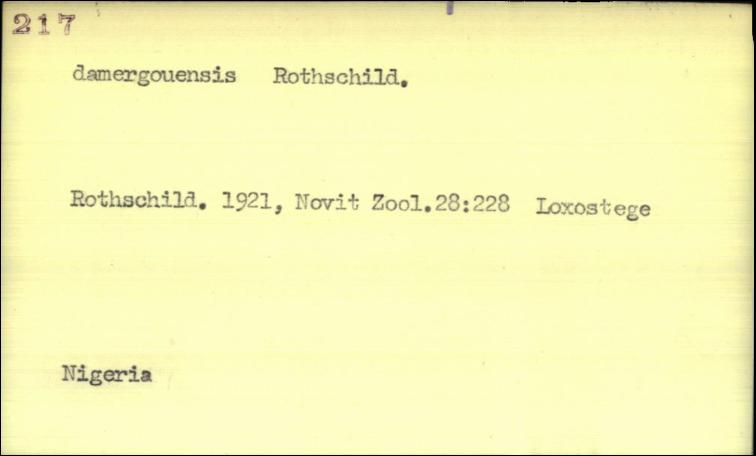 217
damergouensis Rothschild.
Rothschild. 1921, Novit Zool.28:228 Loxostege
Nigeria